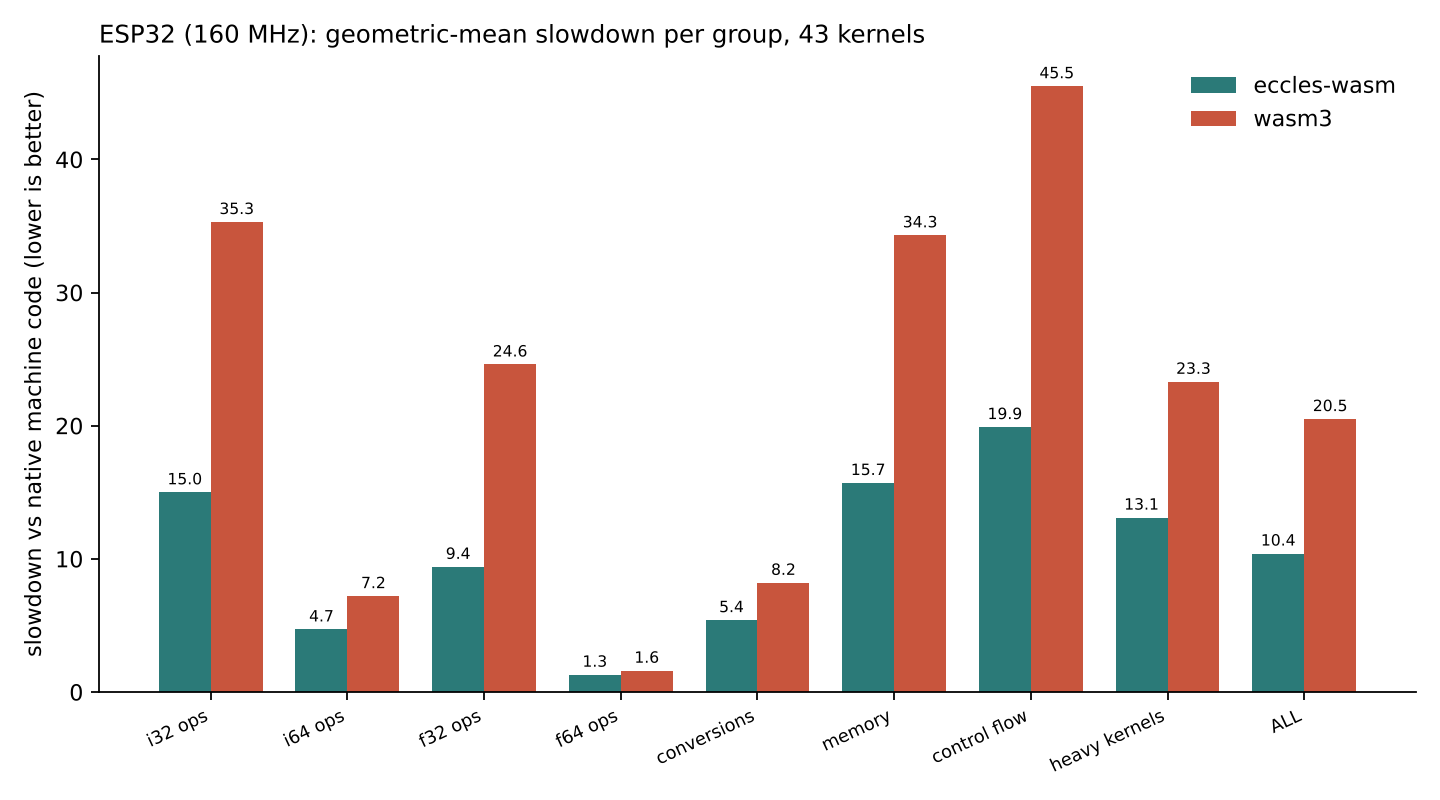 ESP32 (160 MHz): geometric-mean slowdown per group, 43 kernels
eccles-wasm
wasm3
slowdown vs native machine code (lower is better)
40
30
20
10
0
15.0
35.3
4.7
7.2
9.4
24.6
1.3
1.6
5.4
8.2
15.7
34.3
19.9
45.5
13.1
23.3
10.4
20.5
i32 ops
i64 ops
f32 ops
f64 ops
conversions
memory
control flow
heavy kernels
ALL